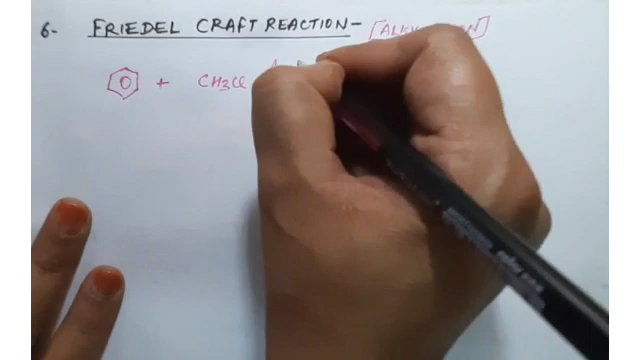 6- FRIEDEL CRAFT REACTION-
+ CH3Cl